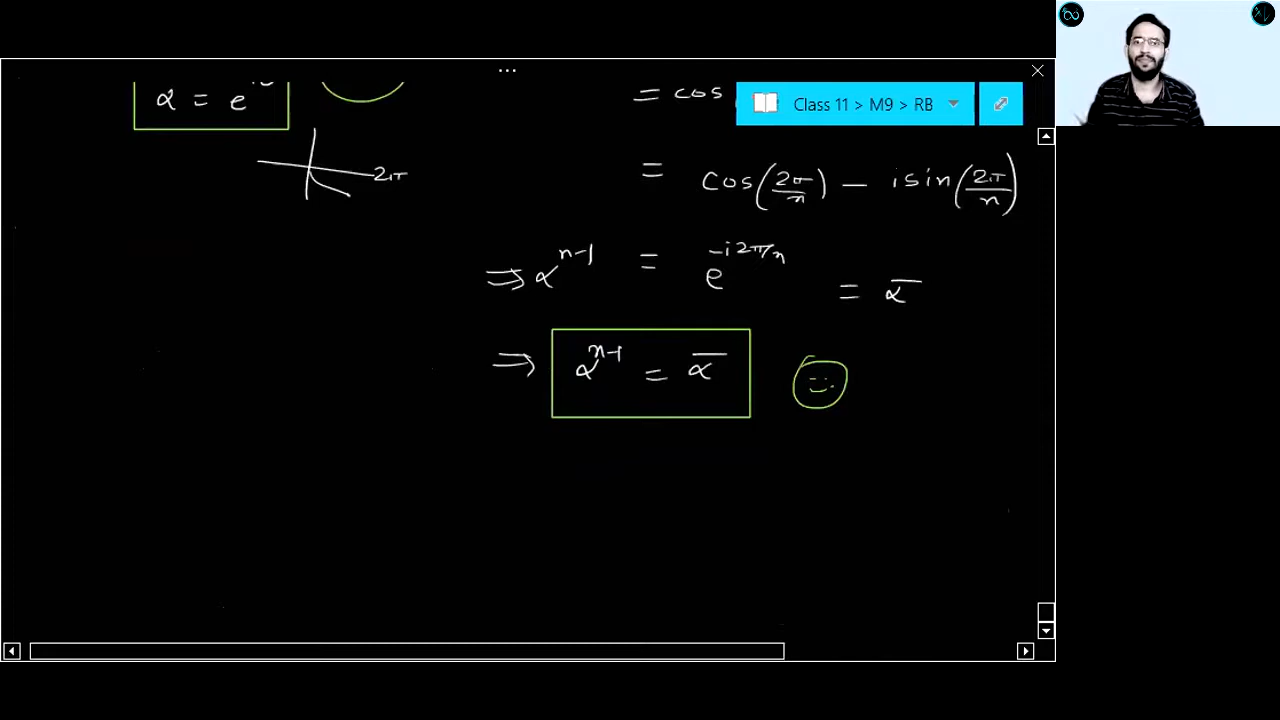 ∞
...
α = e
= cos
Class 11 > M9 > RB
2π
= cos(2π/n) − i sin(2π/n)
⇒ α^{n−1} = e^{−i2π/n} = ᾱ
⇒ α^{n−1} = ᾱ